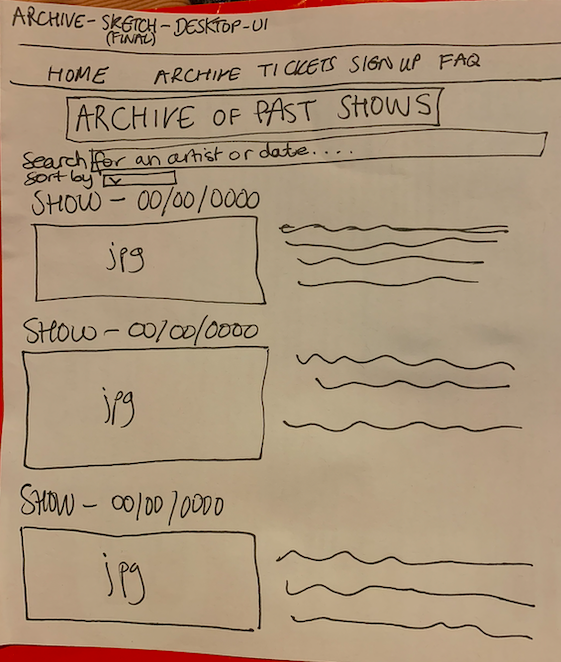 ARCHIVE-SKETCH-DESKTOP-UI
(FINAL)
HOME ARCHIVE TICKETS SIGN UP FAQ
ARCHIVE OF PAST SHOWS
Search for an artist or date....
Sort by
SHOW - 00/00/0000
jpg
SHOW - 00/00/0000
jpg
SHOW - 00/00/0000
jpg